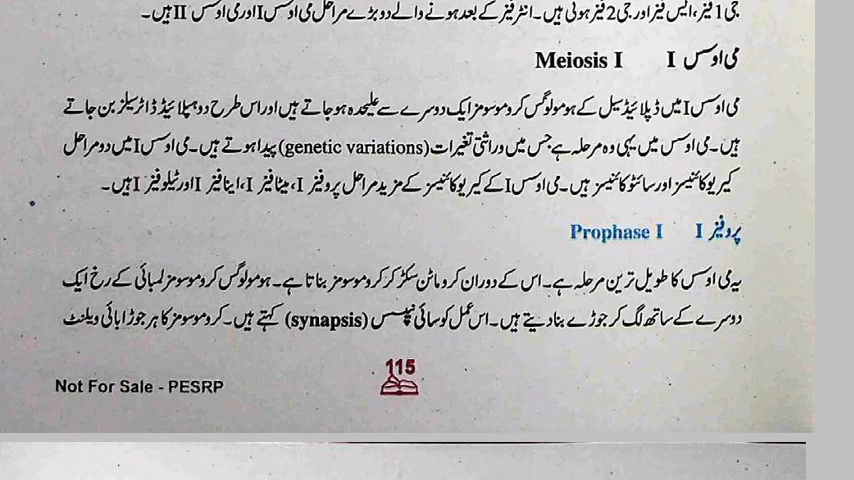 جی 1 فیز، ایس فیز اور جی 2 فیز ہوتی ہیں۔ انٹرفیز کے بعد ہونے والے دو بڑے مراحل می اوسس I اور می اوسس II ہیں۔
می اوسس I Meiosis I
می اوسس I میں ڈپلائیڈ سیل کے ہومولوگس کروموسومز ایک دوسرے سے علیحدہ ہو جاتے ہیں اور اس طرح دو ہیپلائیڈ ڈاٹر سیلز بن جاتے
ہیں۔ می اوسس میں یہی وہ مرحلہ ہے جس میں وراثتی تغیرات (genetic variations) پیدا ہوتے ہیں۔ می اوسس I میں دو مراحل
کیریوکائنیسز اور سائٹوکائنیسز ہیں۔ می اوسس I کے کیریوکائنیسز کے مزید مراحل پروفیز I، میٹافیز I، اینافیز I اور ٹیلوفیز I ہیں۔
پروفیز I Prophase I
یہ می اوسس کا طویل ترین مرحلہ ہے۔ اس کے دوران کروماٹن سکڑ کر کروموسومز بناتا ہے۔ ہومولوگس کروموسومز لمبائی کے رخ ایک
دوسرے کے ساتھ لگ کر جوڑے بنا دیتے ہیں۔ اس عمل کو سائی نیپسس (synapsis) کہتے ہیں۔ کروموسومز کا ہر جوڑا بائی ویلنٹ
115
Not For Sale - PESRP